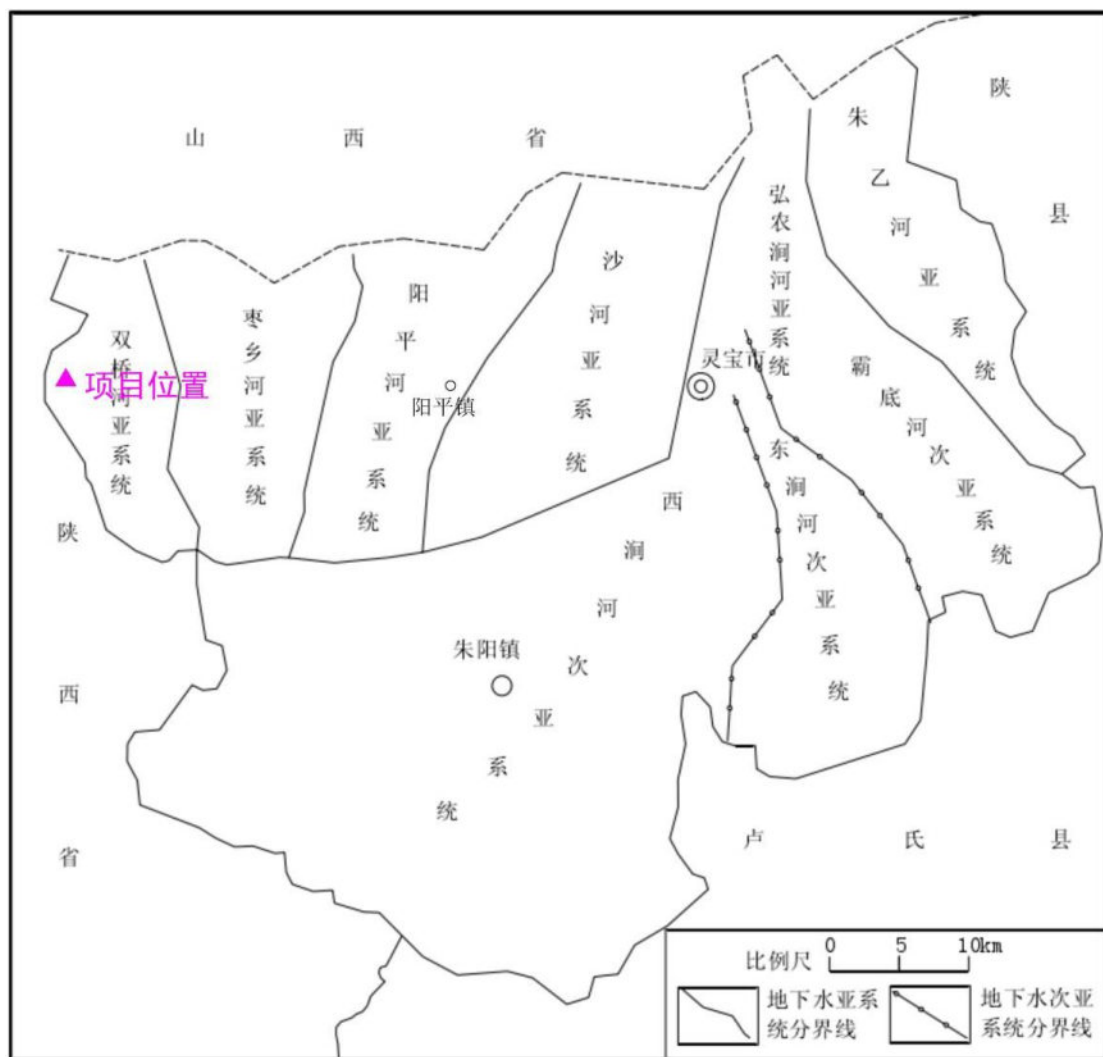 山西省
陕县
朱乙河亚系统
弘农涧河亚系统
沙河亚系统
阳平河亚系统
枣乡河亚系统
双桥河亚系统
项目位置
阳平镇
灵宝市
霸底河次亚系统
东涧河次亚系统
西涧河次亚系统
朱阳镇
陕西省
卢氏县
比例尺
0 5 10km
地下水亚系
统分界线
地下水次亚
系统分界线